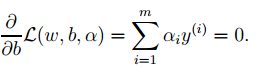 ∂/∂b ℒ(w, b, α) = ∑_{i=1}^{m} α_i y^{(i)} = 0.